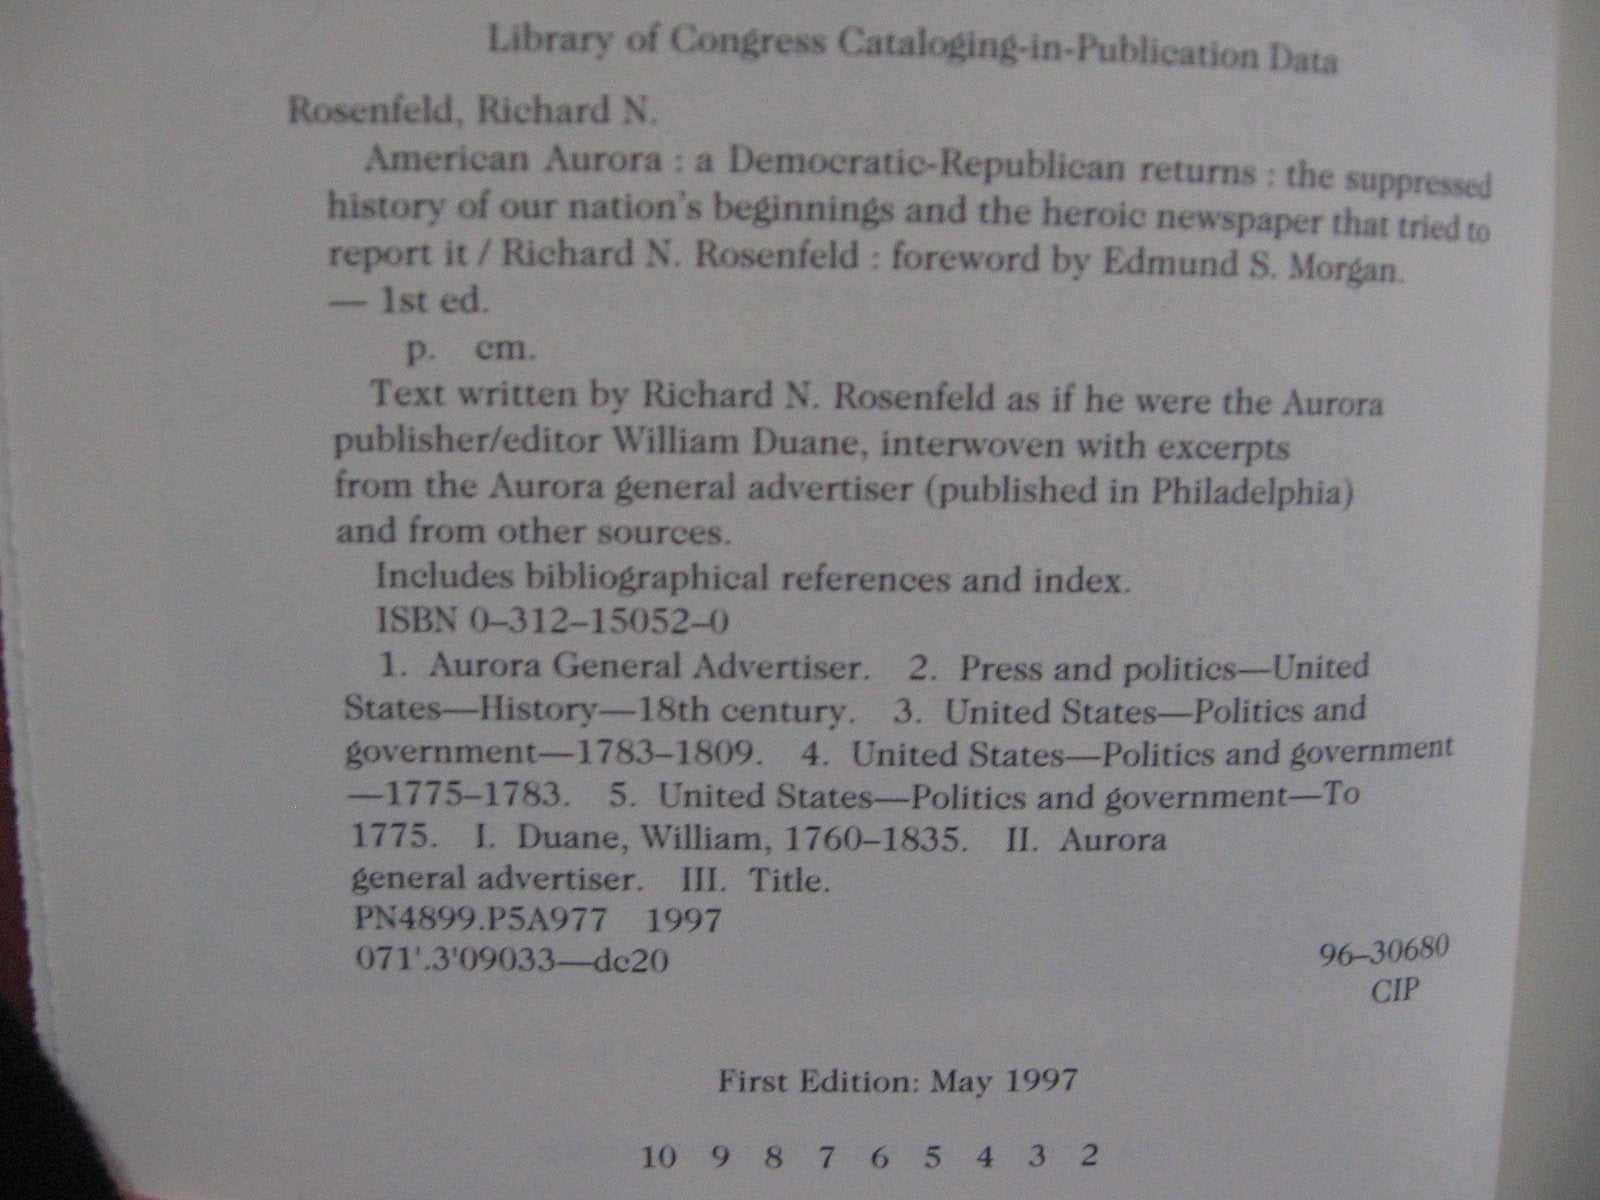 Library of Congress Cataloging-in-Publication Data
Rosenfeld, Richard N.
American Aurora : a Democratic-Republican returns : the suppressed
history of our nation's beginnings and the heroic newspaper that tried to
report it / Richard N. Rosenfeld : foreword by Edmund S. Morgan.
— 1st ed.
p. cm.
Text written by Richard N. Rosenfeld as if he were the Aurora
publisher/editor William Duane, interwoven with excerpts
from the Aurora general advertiser (published in Philadelphia)
and from other sources.
Includes bibliographical references and index.
ISBN 0–312–15052–0
1. Aurora General Advertiser. 2. Press and politics—United
States—History—18th century. 3. United States—Politics and
government—1783–1809. 4. United States—Politics and government
—1775–1783. 5. United States—Politics and government—To
1775. I. Duane, William, 1760–1835. II. Aurora
general advertiser. III. Title.
PN4899.P5A977 1997
071'.3'09033—dc20
96–30680
CIP
First Edition: May 1997
10 9 8 7 6 5 4 3 2